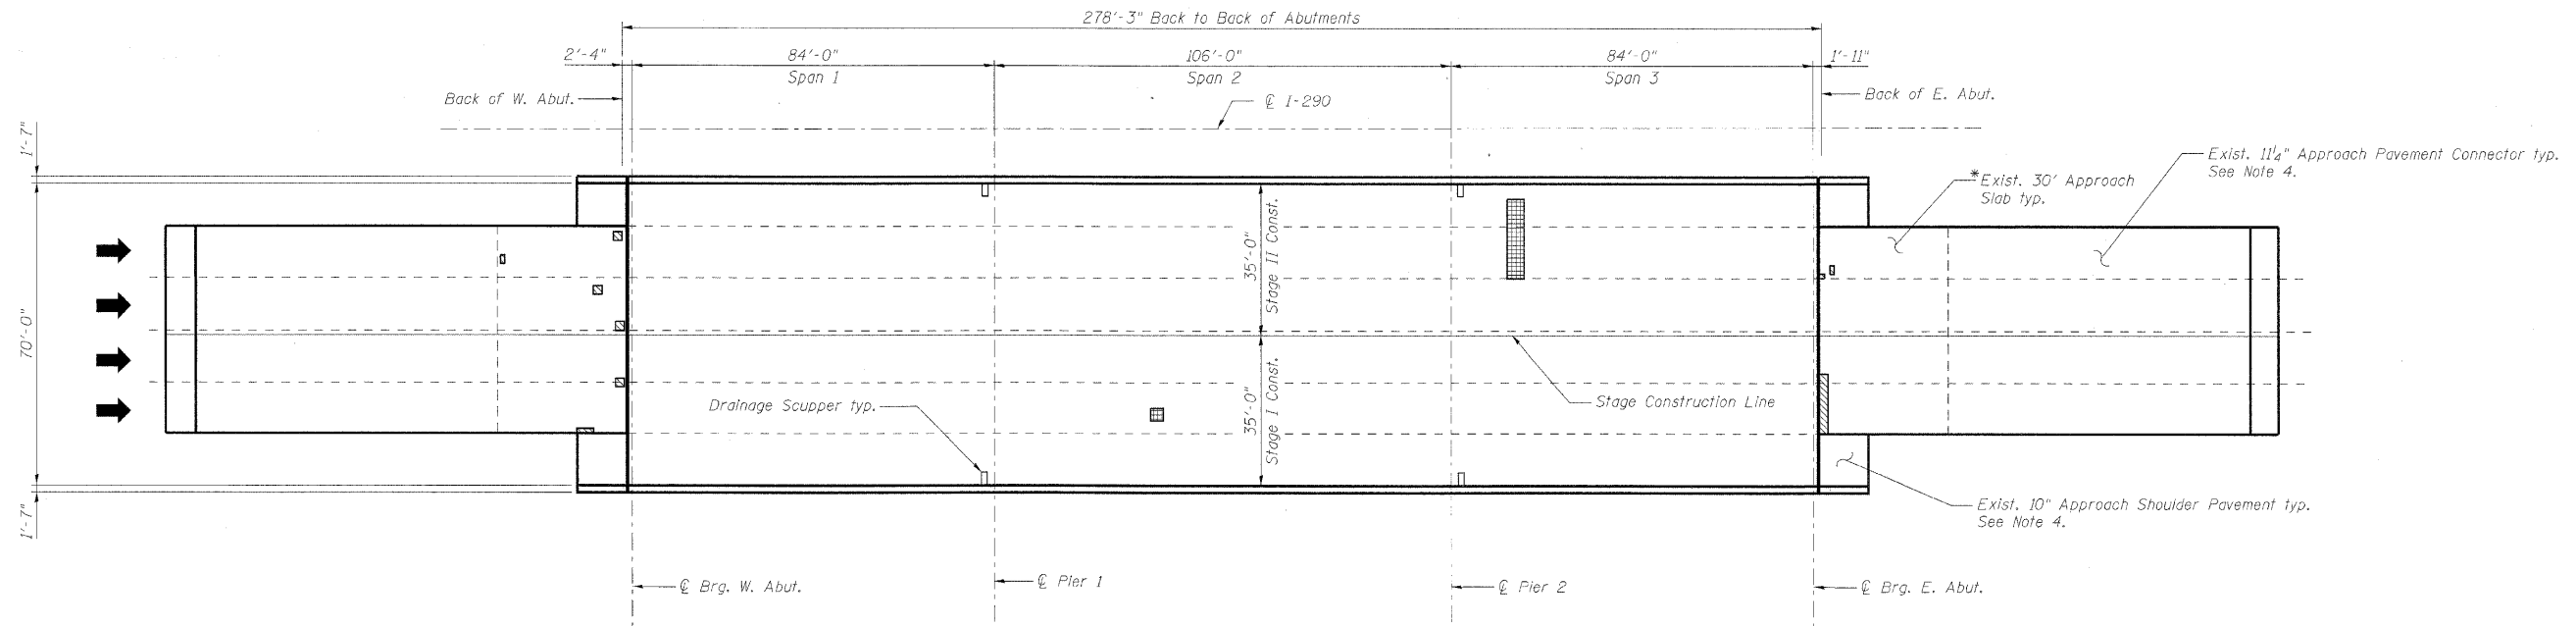 278'-3" Back to Back of Abutments
2'-4"
84'-0"
106'-0"
84'-0"
1'-11"
Span 1
Span 2
Span 3
Back of W. Abut.
℄ I-290
Back of E. Abut.
1'-7"
Exist. 11¼" Approach Pavement Connector typ.
See Note 4.
*Exist. 30' Approach
Slab typ.
35'-0"
Stage II Const.
70'-0"
35'-0"
Stage I Const.
Drainage Scupper typ.
Stage Construction Line
Exist. 10" Approach Shoulder Pavement typ.
See Note 4.
1'-7"
℄ Brg. W. Abut.
℄ Pier 1
℄ Pier 2
℄ Brg. E. Abut.